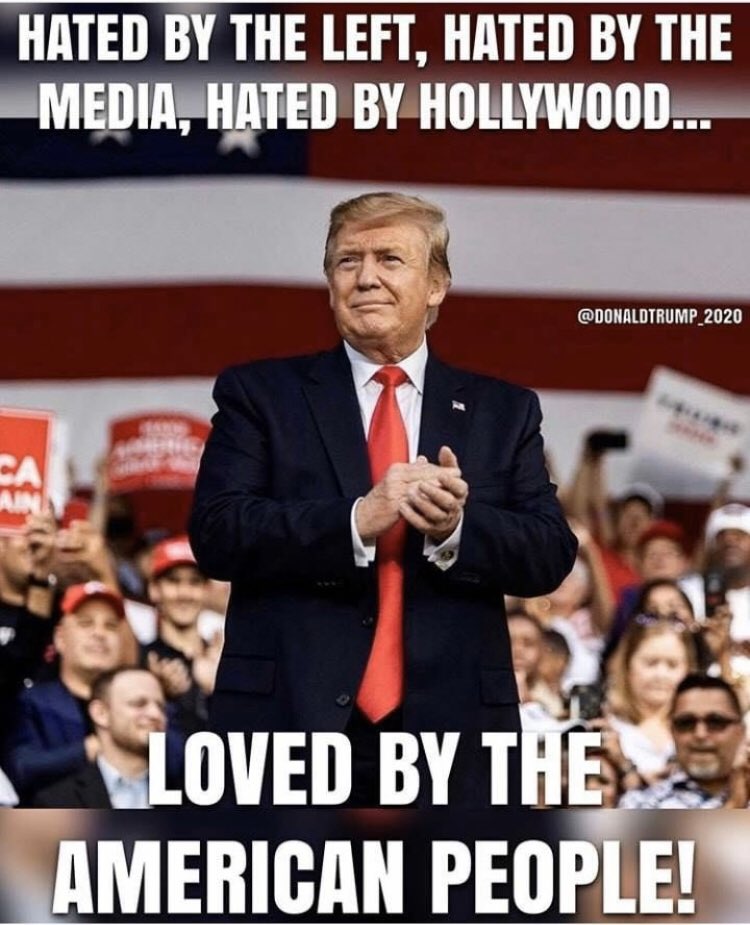 HATED BY THE LEFT, HATED BY THE
MEDIA, HATED BY HOLLYWOOD...
@DONALDTRUMP_2020
CA
AIN
LOVED BY THE
AMERICAN PEOPLE!